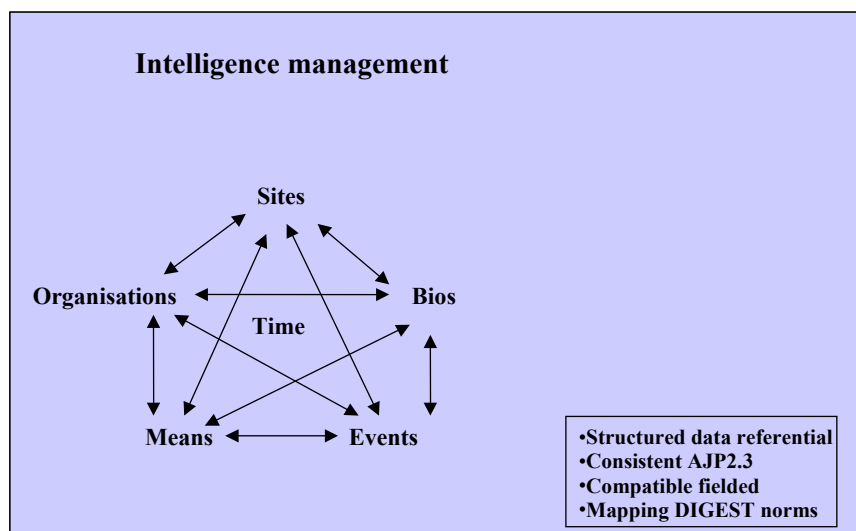 Intelligence management
Sites
Organisations
Bios
Time
Means
Events
•Structured data referential
•Consistent AJP2.3
•Compatible fielded
•Mapping DIGEST norms